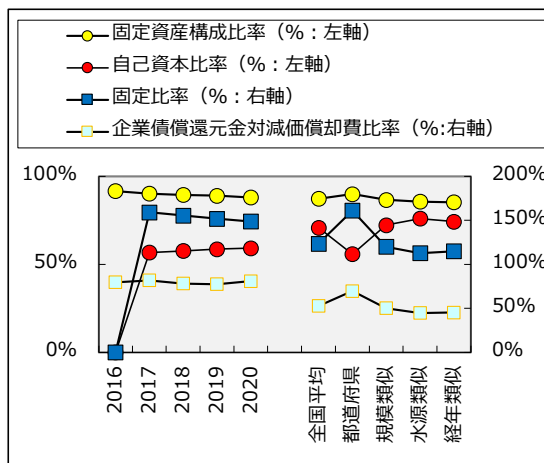 固定資産構成比率（%：左軸）
自己資本比率（%：左軸）
固定比率（%：右軸）
企業債償還元金対減価償却費比率（%:右軸）
100%
50%
0%
200%
150%
100%
50%
0%
2016
2017
2018
2019
2020
全国平均
都道府県
規模類似
水源類似
経年類似